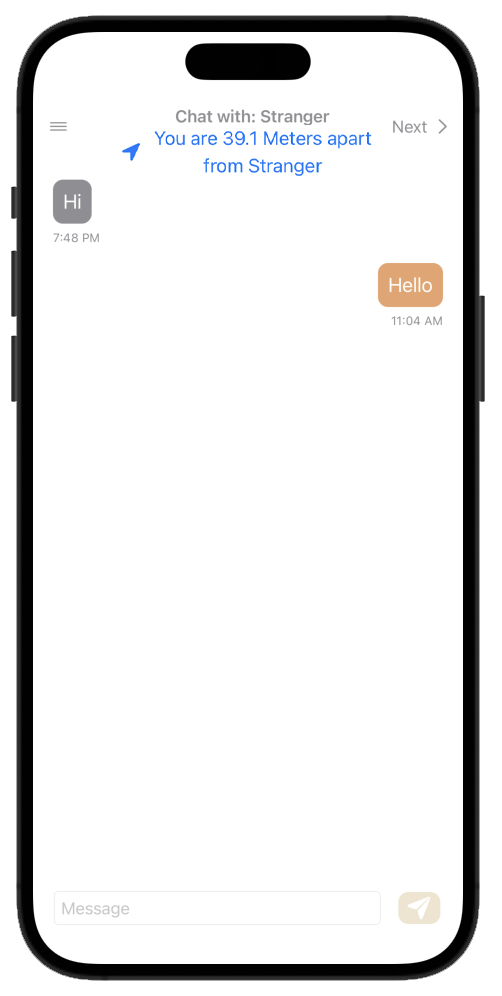 Chat with: Stranger
You are 39.1 Meters apart
from Stranger
Next
Hi
7:48 PM
Hello
11:04 AM
Message